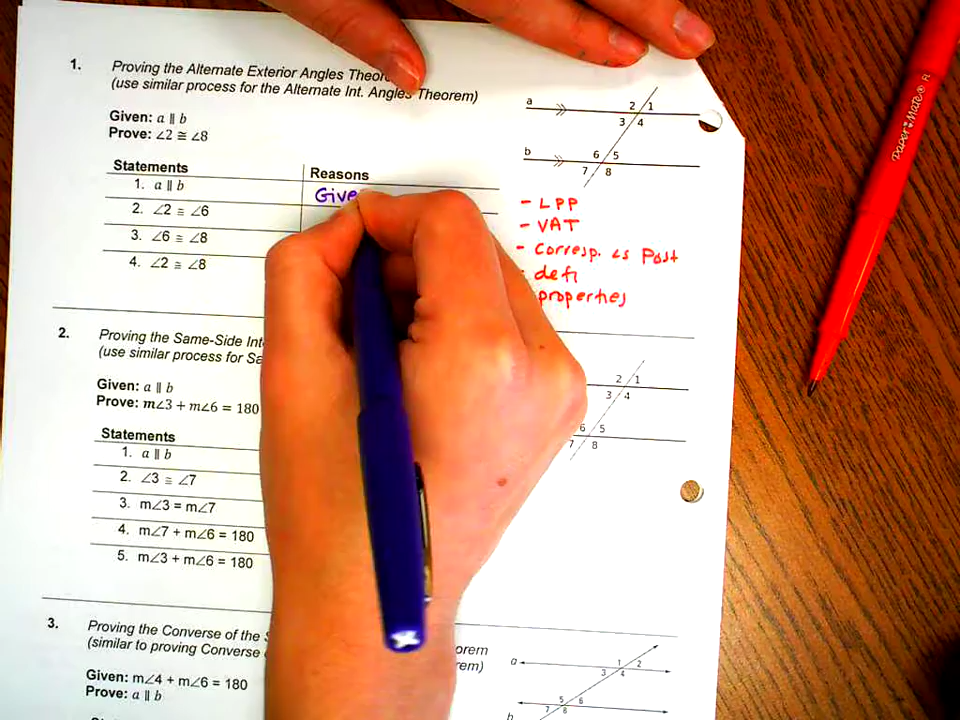 1. Proving the Alternate Exterior Angles
(use similar process for the Alternate Int. Angles Theorem)
Given: a ∥ b
Prove: ∠2 ≅ ∠8
Statements Reasons
1. a ∥ b Give
2. ∠2 ≅ ∠6
3. ∠6 ≅ ∠8
4. ∠2 ≅ ∠8
a 2 1
3 4
b 6 5
7 8
- LPP
- VAT
- Corresp. ∠s Post
defi
properties
Paper Mate®
2. Proving the Same-Side
(use similar process for
Given: a ∥ b
Prove: m∠3 + m∠6 = 180
Statements
1. a ∥ b
2. ∠3 ≅ ∠7
3. m∠3 = m∠7
4. m∠7 + m∠6 = 180
5. m∠3 + m∠6 = 180
2 1
3 4
6 5
7 8
3. Proving the Converse of the
(similar to proving Converse
Given: m∠4 + m∠6 = 180
Prove: a ∥ b
a 1 2
3 4
5 6
b 7 8